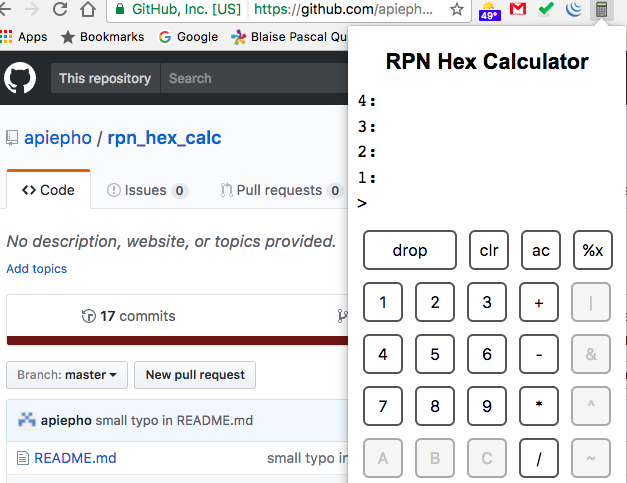 GitHub, Inc. [US] https://github.com/apieph...
49°
Apps Bookmarks Google Blaise Pascal Qu
This repository Search
apiepho / rpn_hex_calc
<> Code Issues 0 Pull requests 0
No description, website, or topics provided.
Add topics
17 commits
Branch: master New pull request
apiepho small typo in README.md
README.md small typo in
RPN Hex Calculator
4:
3:
2:
1:
>
drop clr ac %x
1 2 3 + |
4 5 6 - &
7 8 9 * ^
A B C / ~